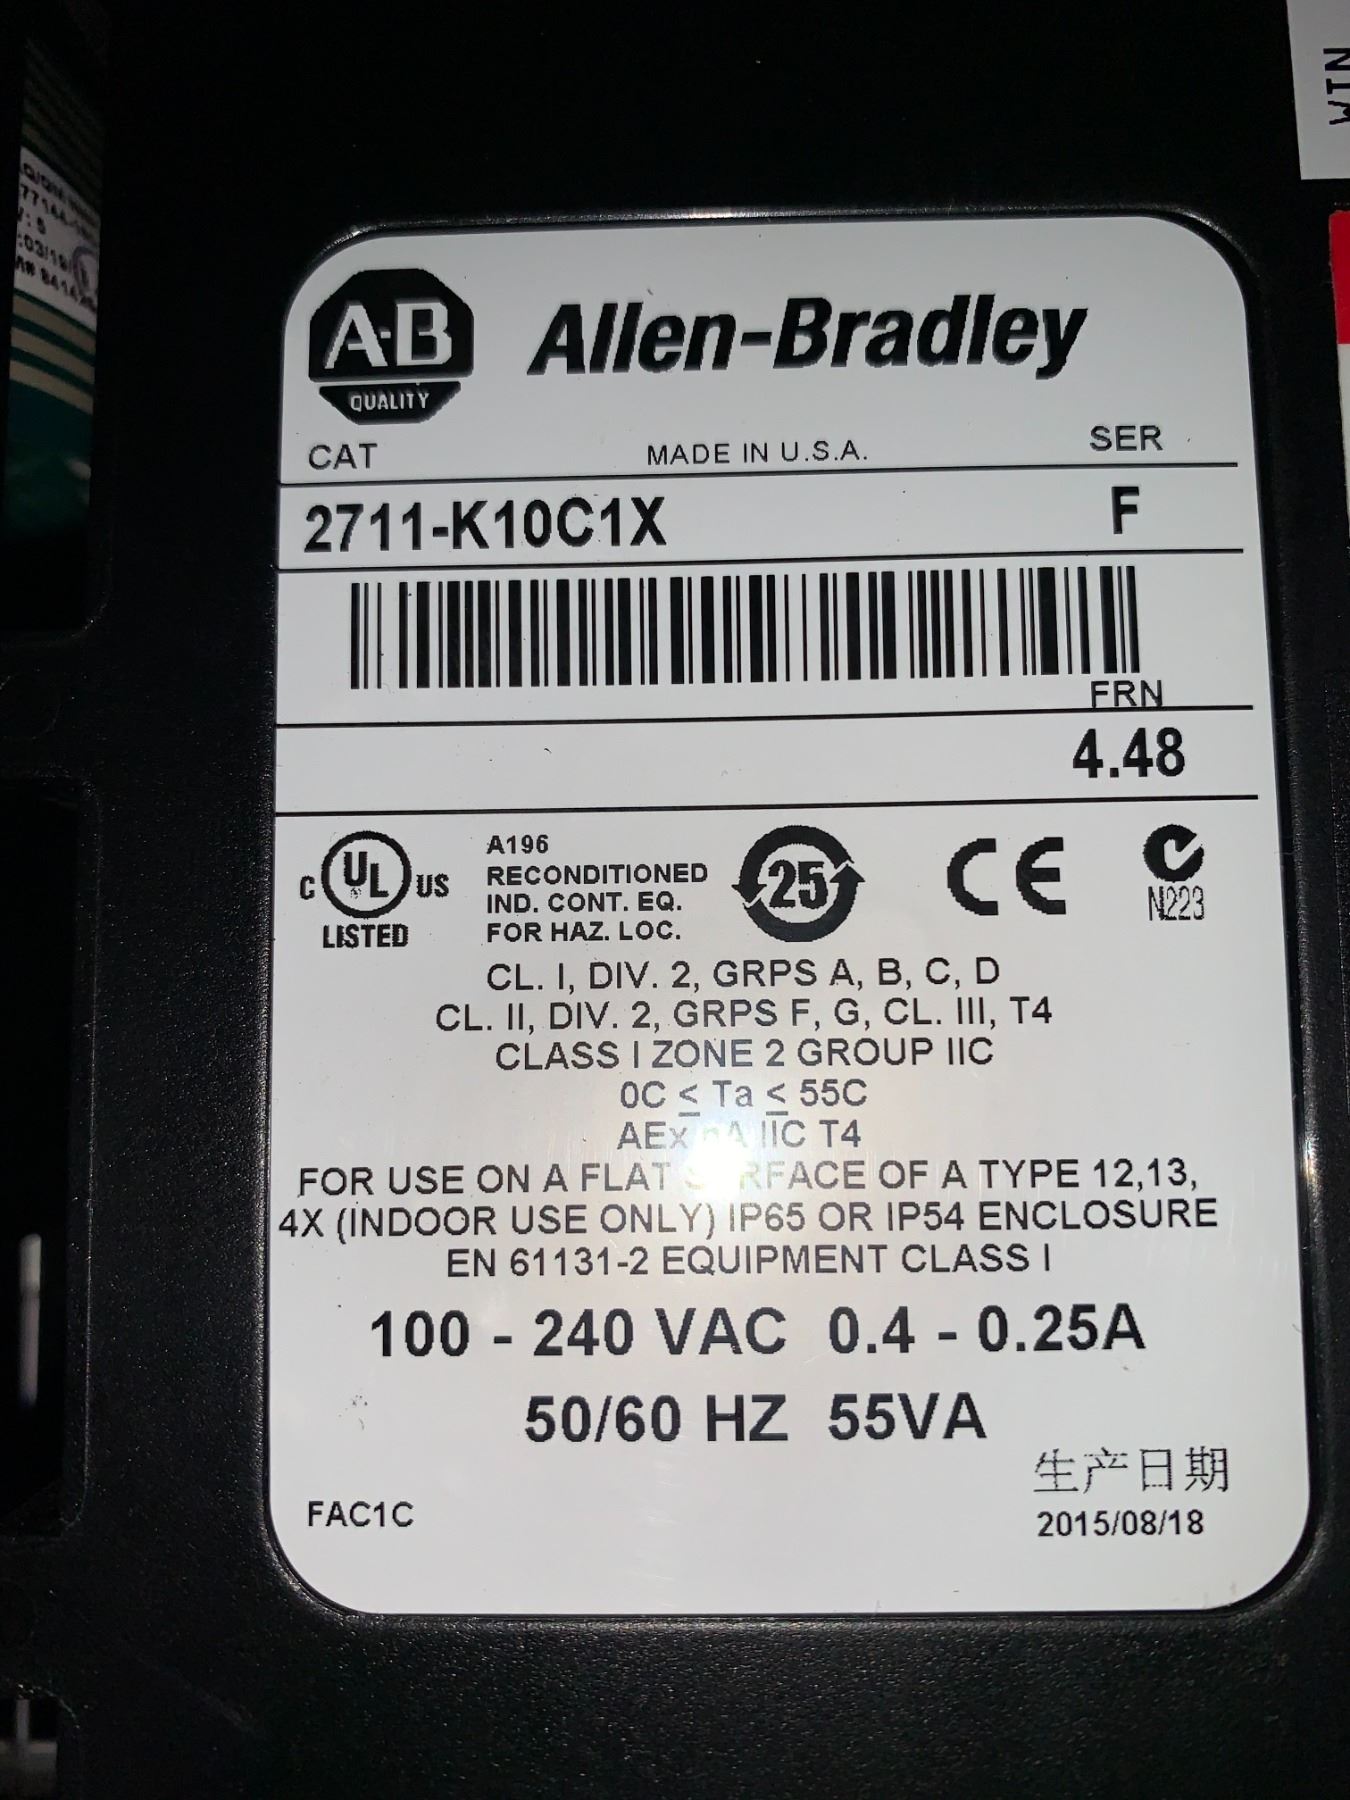 WIN
A-B
QUALITY
Allen-Bradley
CAT MADE IN U.S.A. SER
2711-K10C1X F
FRN
4.48
C UL US
LISTED
A196
RECONDITIONED
IND. CONT. EQ.
FOR HAZ. LOC.
25
CE
N223
CL. I, DIV. 2, GRPS A, B, C, D
CL. II, DIV. 2, GRPS F, G, CL. III, T4
CLASS I ZONE 2 GROUP IIC
0C ≤ Ta ≤ 55C
AEx nA IIC T4
FOR USE ON A FLAT SURFACE OF A TYPE 12,13,
4X (INDOOR USE ONLY) IP65 OR IP54 ENCLOSURE
EN 61131-2 EQUIPMENT CLASS I
100 - 240 VAC 0.4 - 0.25A
50/60 HZ 55VA
生产日期
FAC1C 2015/08/18